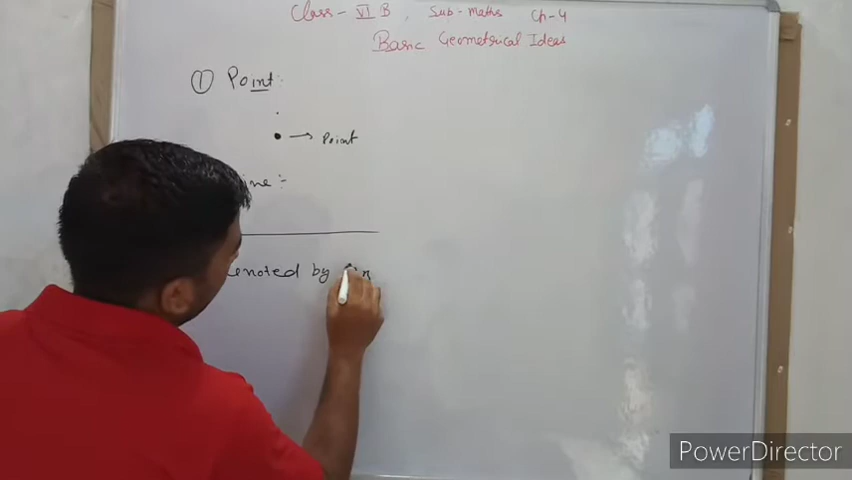 Class - VI B , Sub - Maths Ch-4
Basic Geometrical Ideas
① Point :
→ Point
ine :-
enoted by
PowerDirector